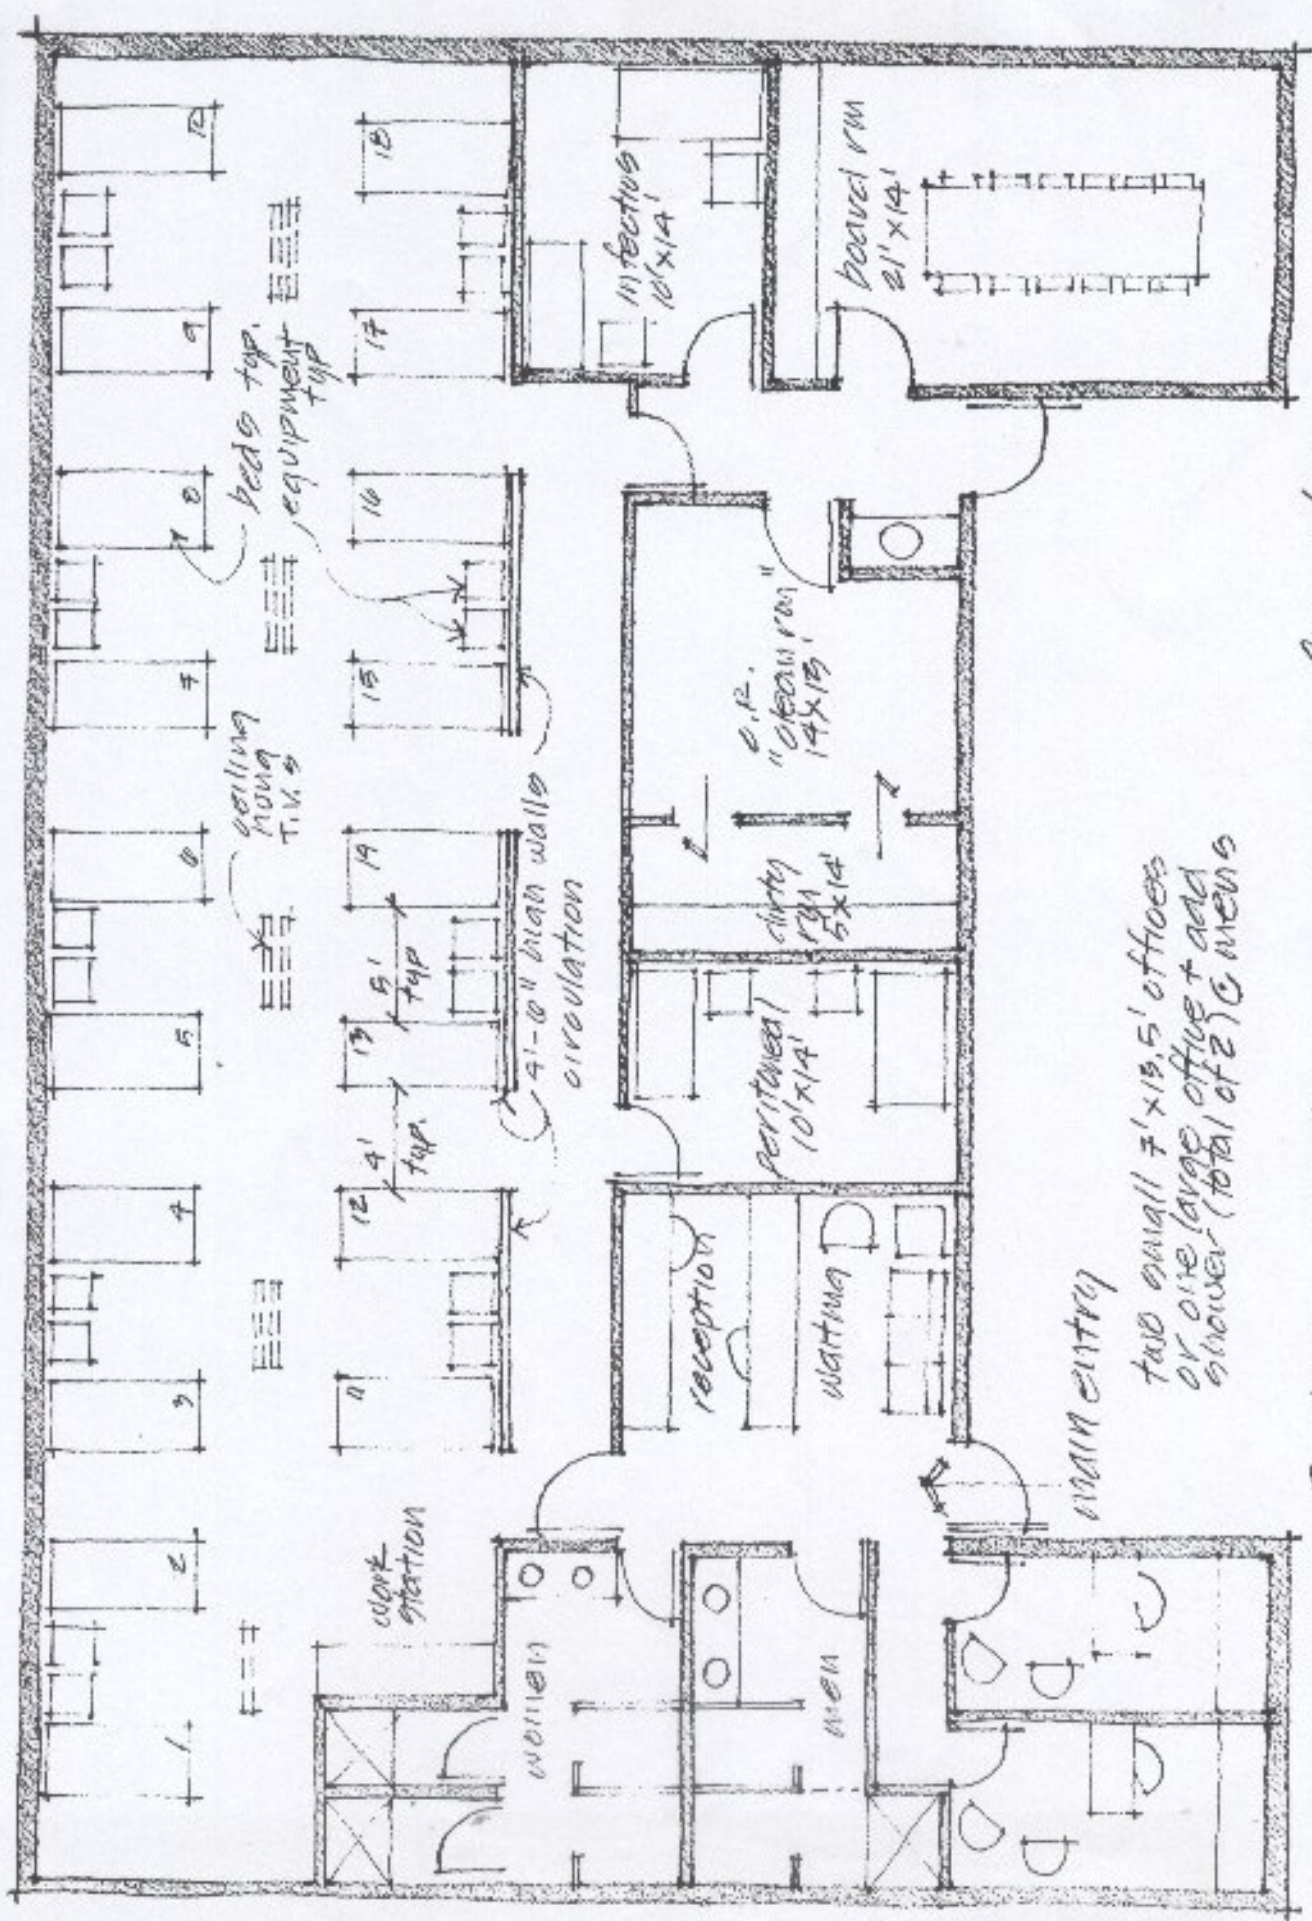 1
2
3
4
5
6
7
8
9
10
ceiling
hung
T.V.s
beds typ.
equipment
typ
work
station
11
12
4'
typ.
13
5'
typ
14
15
16
17
18
4'-6" high walls
circulation
women
reception
peritoneal
10'x14'
dirty
rm
5x14'
o.r.
"clean rm"
14x13'
infectious
10'x14'
men
waiting
board rm
21'x14'
main entry
two small 7'x13.5' offices
or one large office + add
shower (total of 2) @ mens